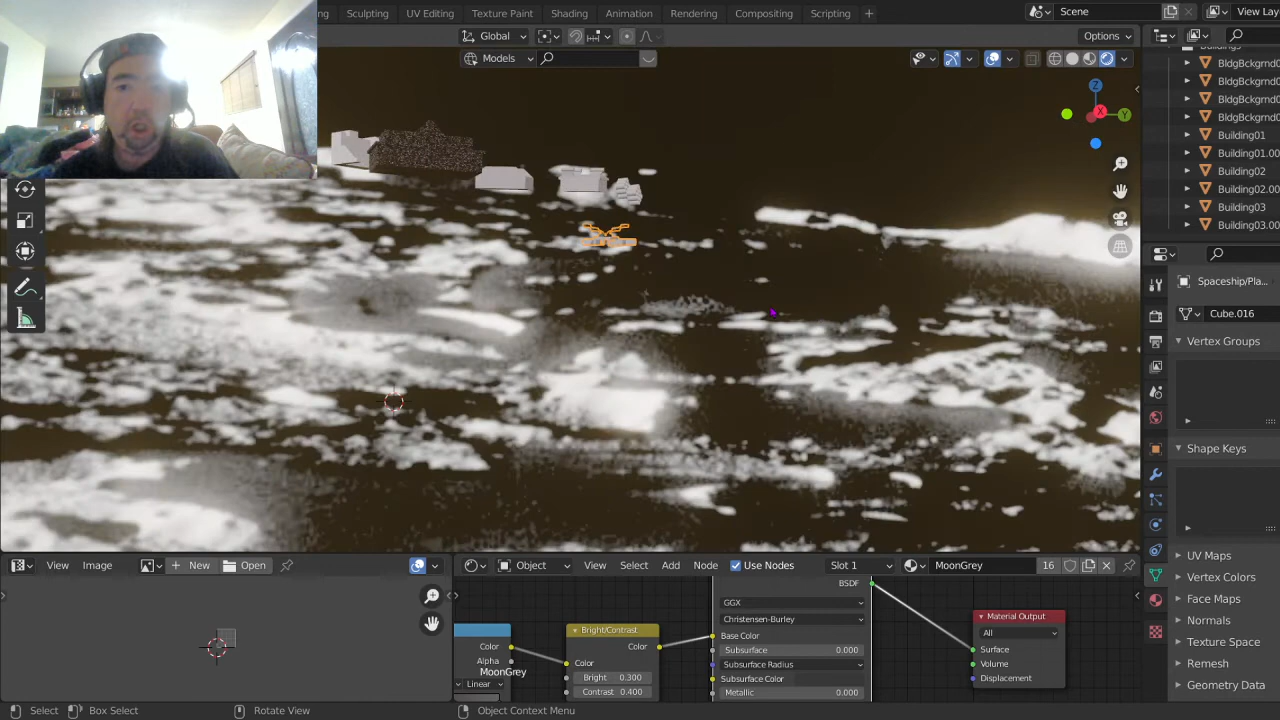 Sculpting UV Editing Texture Paint Shading Animation Rendering Compositing Scripting
Scene
View Lay
Global
Options
Models
X
Y
Z
BldgBckgrnd
BldgBckgrnd
BldgBckgrnd
BldgBckgrnd
Building01
Building01.00
Building02
Building02.00
Building03
Building03.00
Spaceship/Pla...
Cube.016
Vertex Groups
Shape Keys
UV Maps
Vertex Colors
Face Maps
Normals
Texture Space
Remesh
Geometry Data
View Image New Open
Object View Select Add Node Use Nodes Slot 1 MoonGrey 16
BSDF
GGX
Christensen-Burley
Base Color
Subsurface 0.000
Subsurface Radius
Subsurface Color
Metallic 0.000
Color
Alpha
Linear
MoonGrey
Bright/Contrast
Color
Color
Bright 0.300
Contrast 0.400
Material Output
All
Surface
Volume
Displacement
Select Box Select Rotate View Object Context Menu